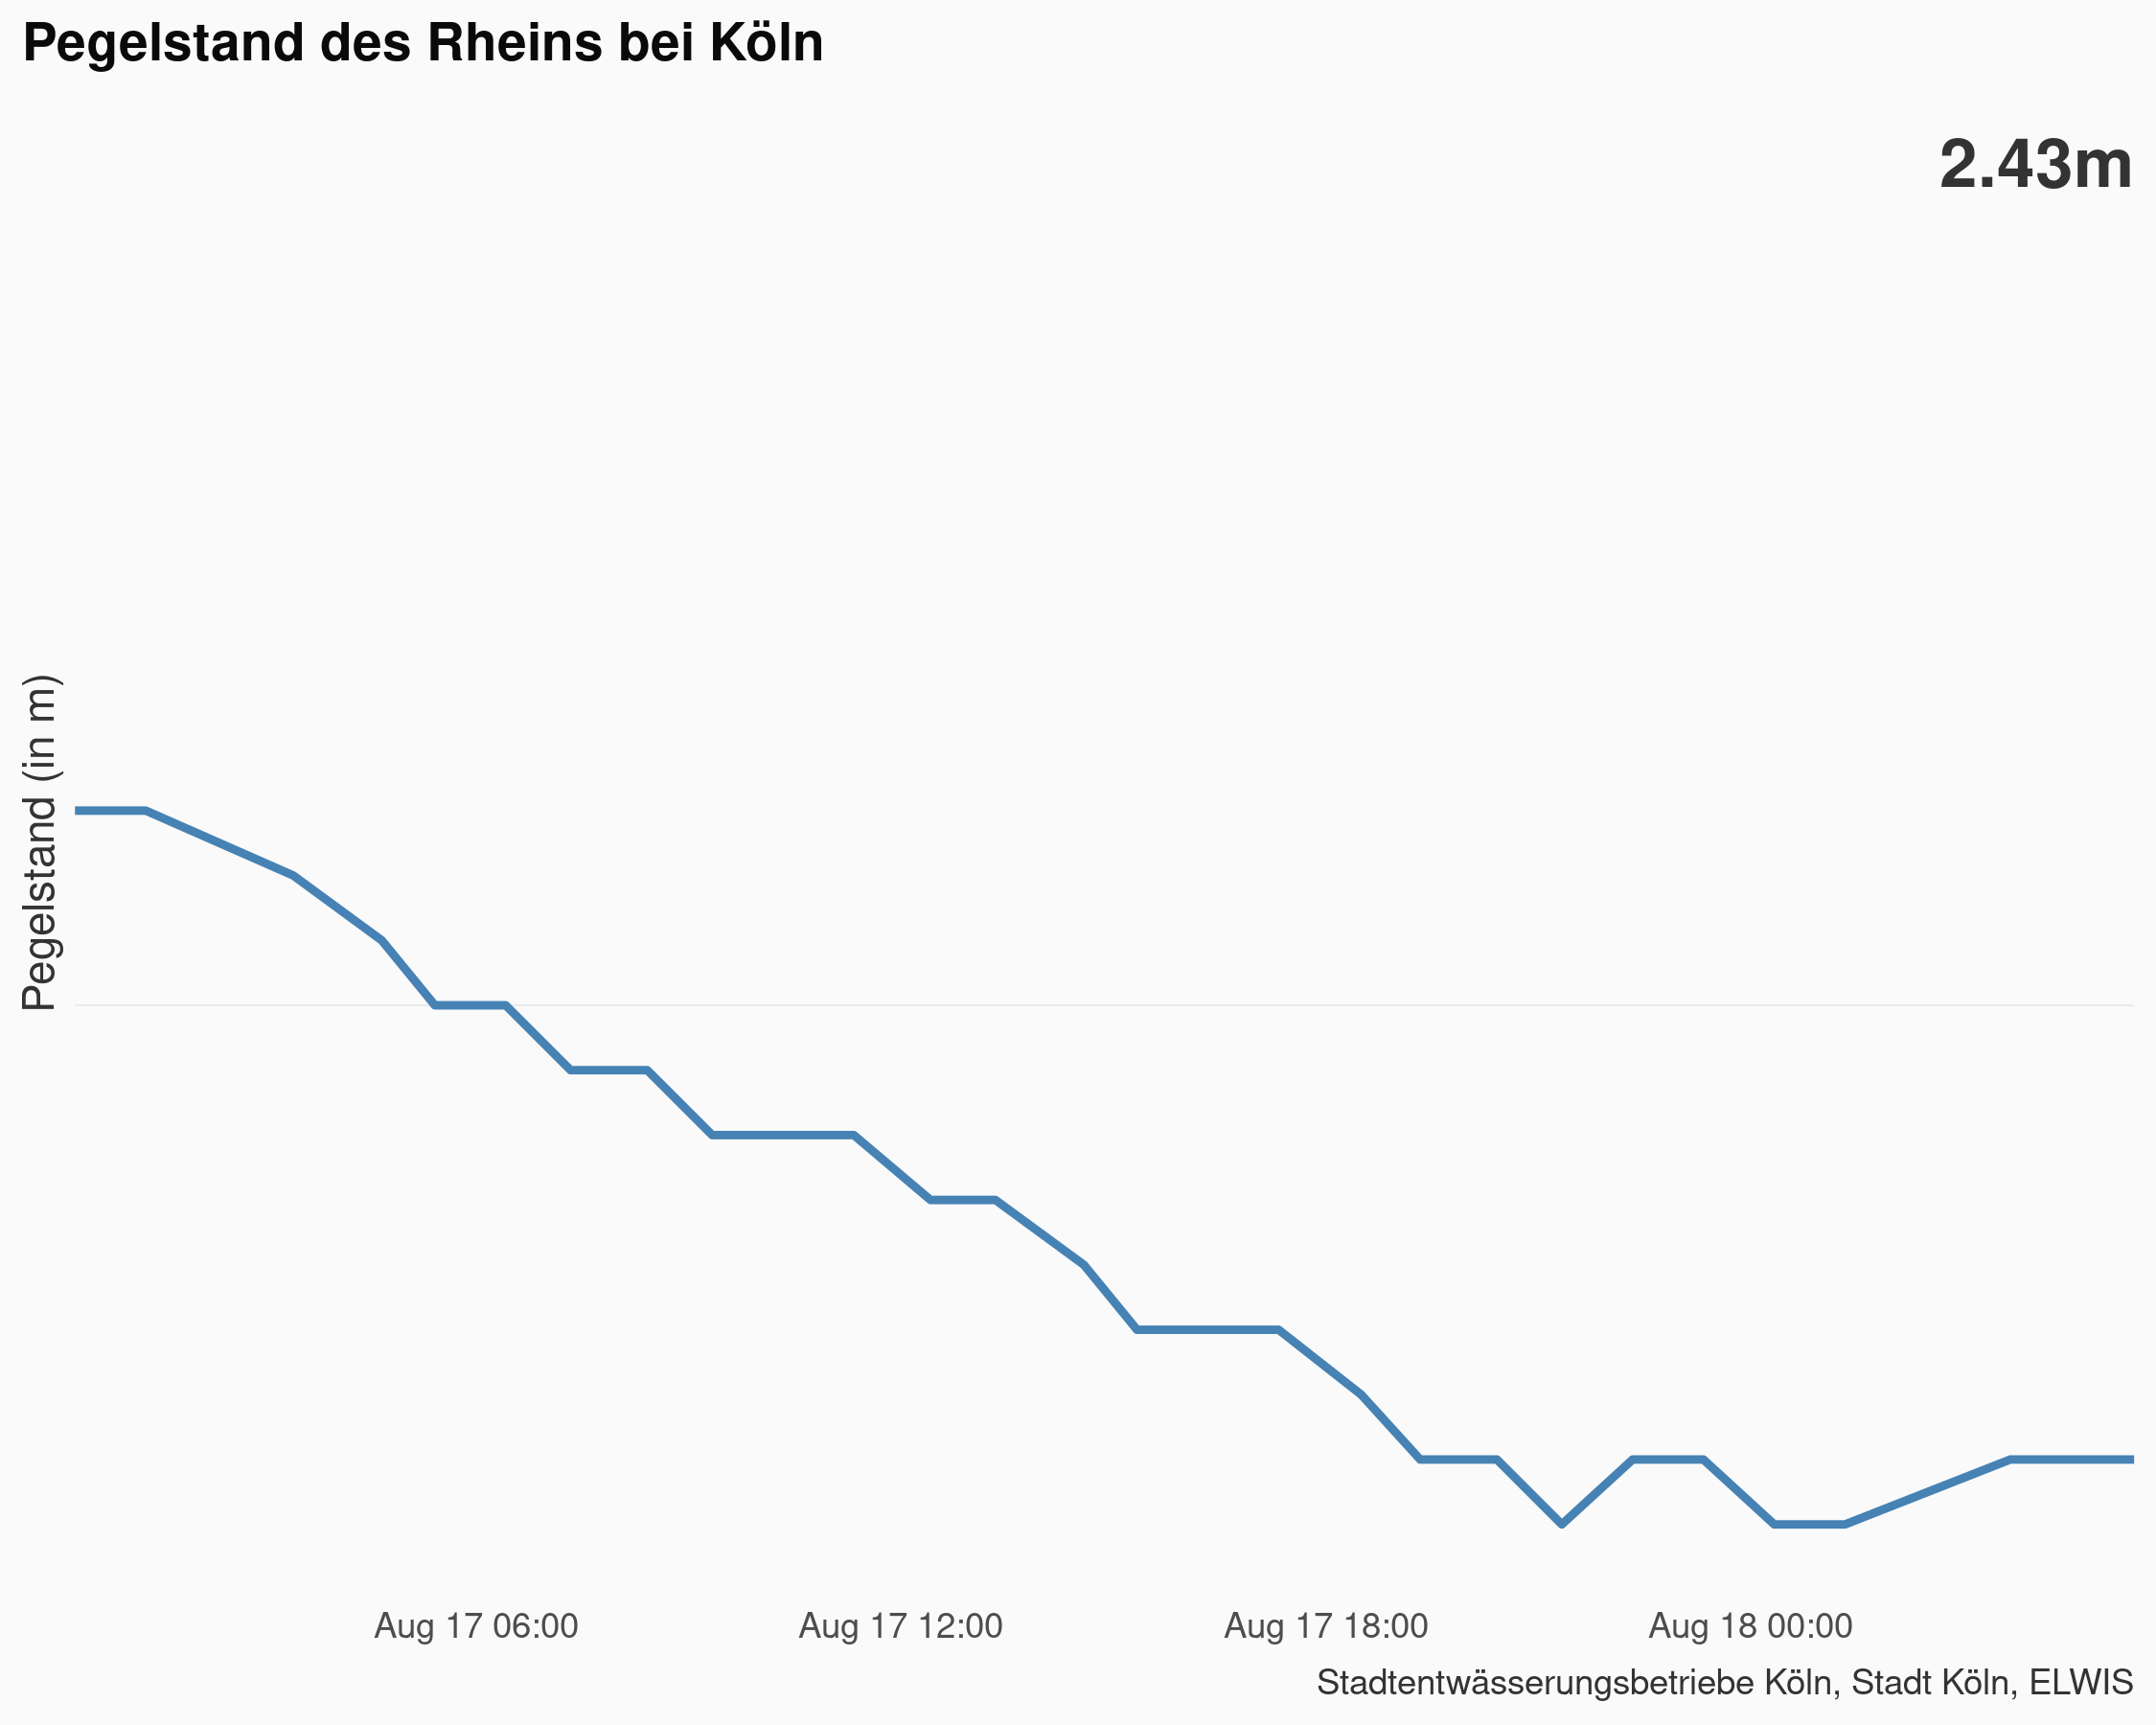 Pegelstand des Rheins bei Köln
2.43m
Pegelstand (in m)
Aug 17 06:00
Aug 17 12:00
Aug 17 18:00
Aug 18 00:00
Stadtentwässerungsbetriebe Köln, Stadt Köln, ELWIS